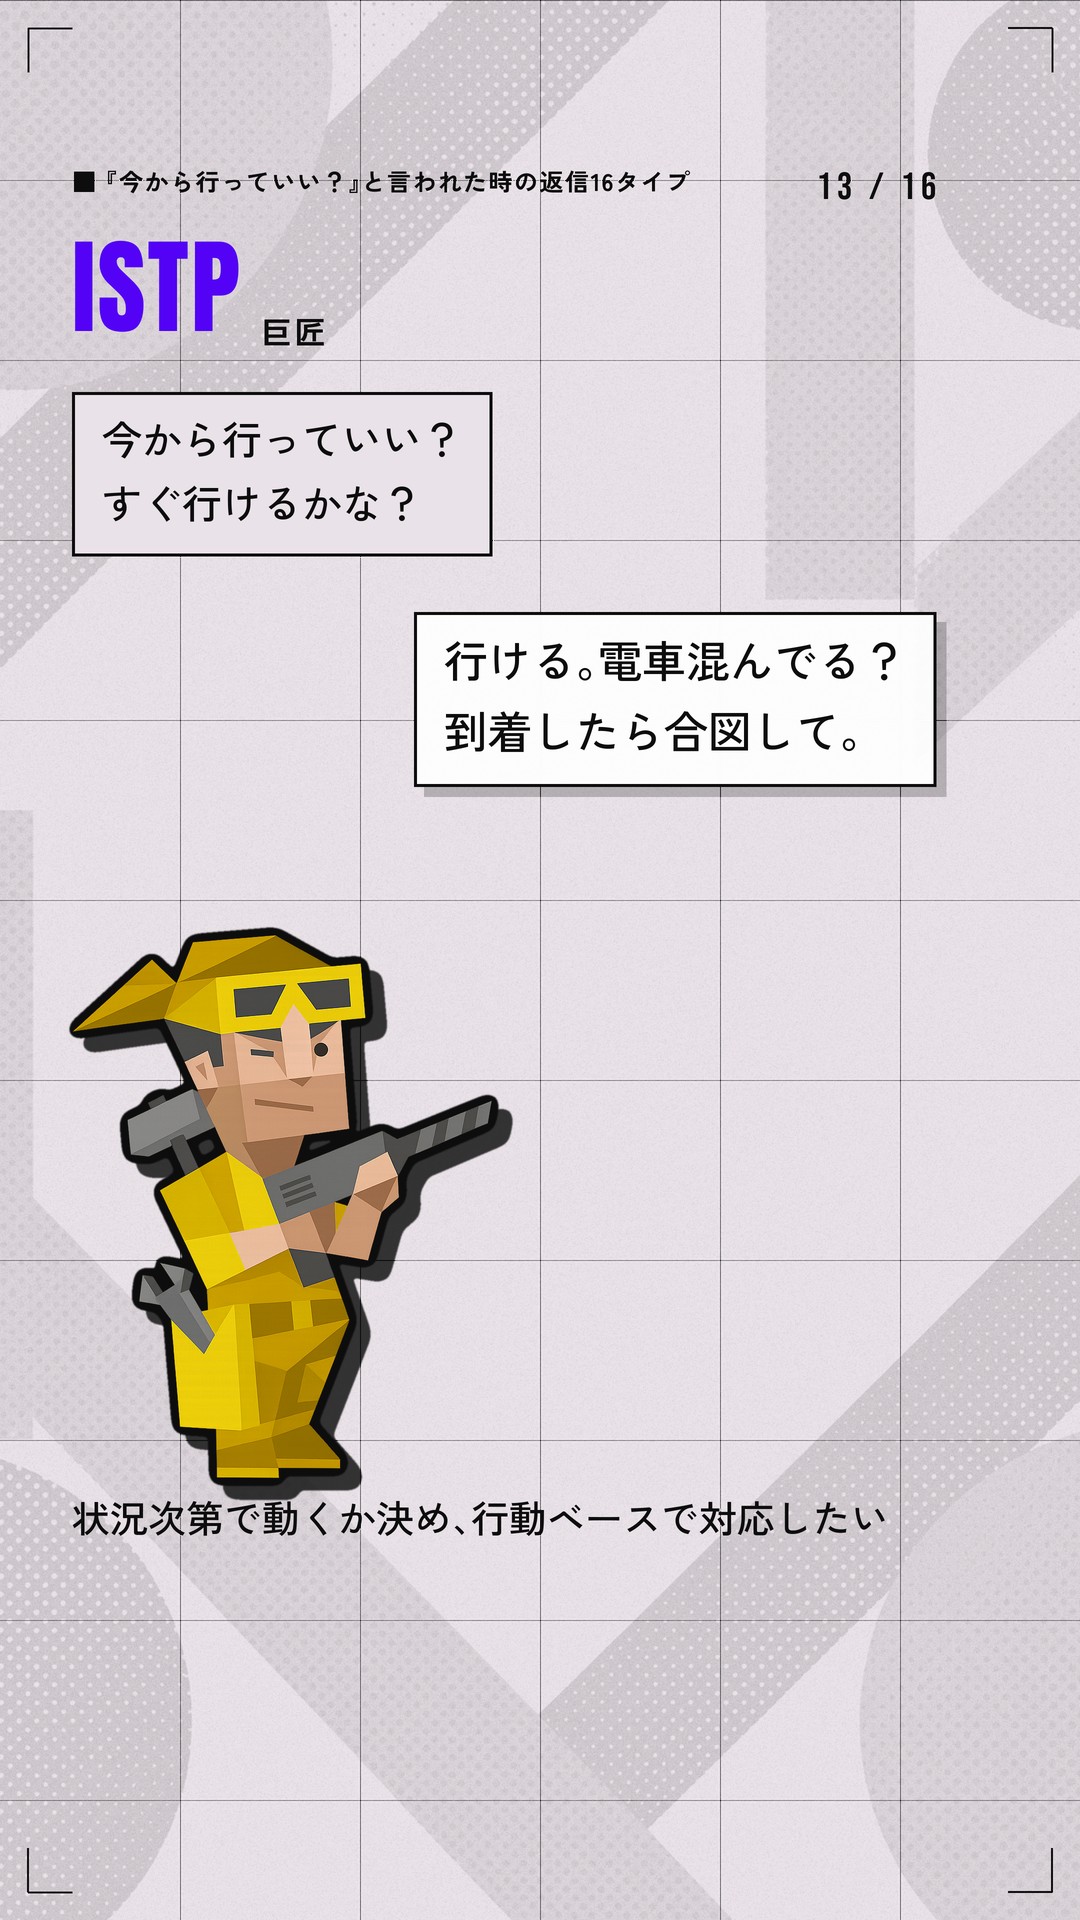 ■『今から行っていい？』と言われた時の返信16タイプ
13 / 16
ISTP
巨匠
今から行っていい？
すぐ行けるかな？
行ける。電車混んでる？
到着したら合図して。
状況次第で動くか決め、行動ベースで対応したい